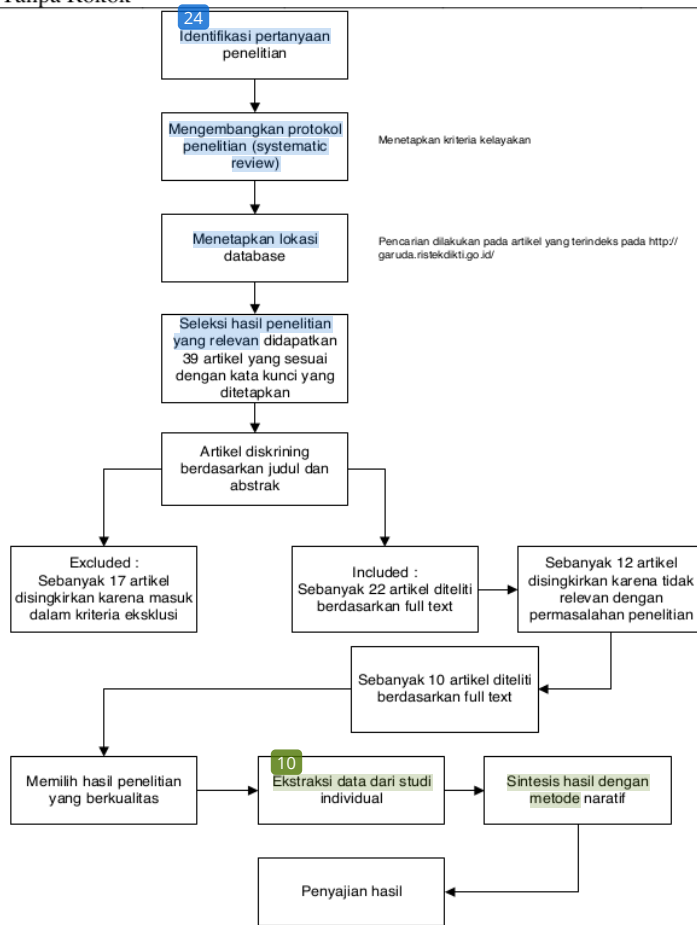 Tanpa Rokok
24
Identifikasi pertanyaan
penelitian
Mengembangkan protokol
penelitian (systematic
review)
Menetapkan kriteria kelayakan
Menetapkan lokasi
database
Pencarian dilakukan pada artikel yang terindeks pada http://
garuda.ristekdikti.go.id/
Seleksi hasil penelitian
yang relevan didapatkan
39 artikel yang sesuai
dengan kata kunci yang
ditetapkan
Artikel diskrining
berdasarkan judul dan
abstrak
Excluded :
Sebanyak 17 artikel
disingkirkan karena masuk
dalam kriteria eksklusi
Included :
Sebanyak 22 artikel diteliti
berdasarkan full text
Sebanyak 12 artikel
disingkirkan karena tidak
relevan dengan
permasalahan penelitian
Sebanyak 10 artikel diteliti
berdasarkan full text
Memilih hasil penelitian
yang berkualitas
10
Ekstraksi data dari studi
individual
Sintesis hasil dengan
metode naratif
Penyajian hasil